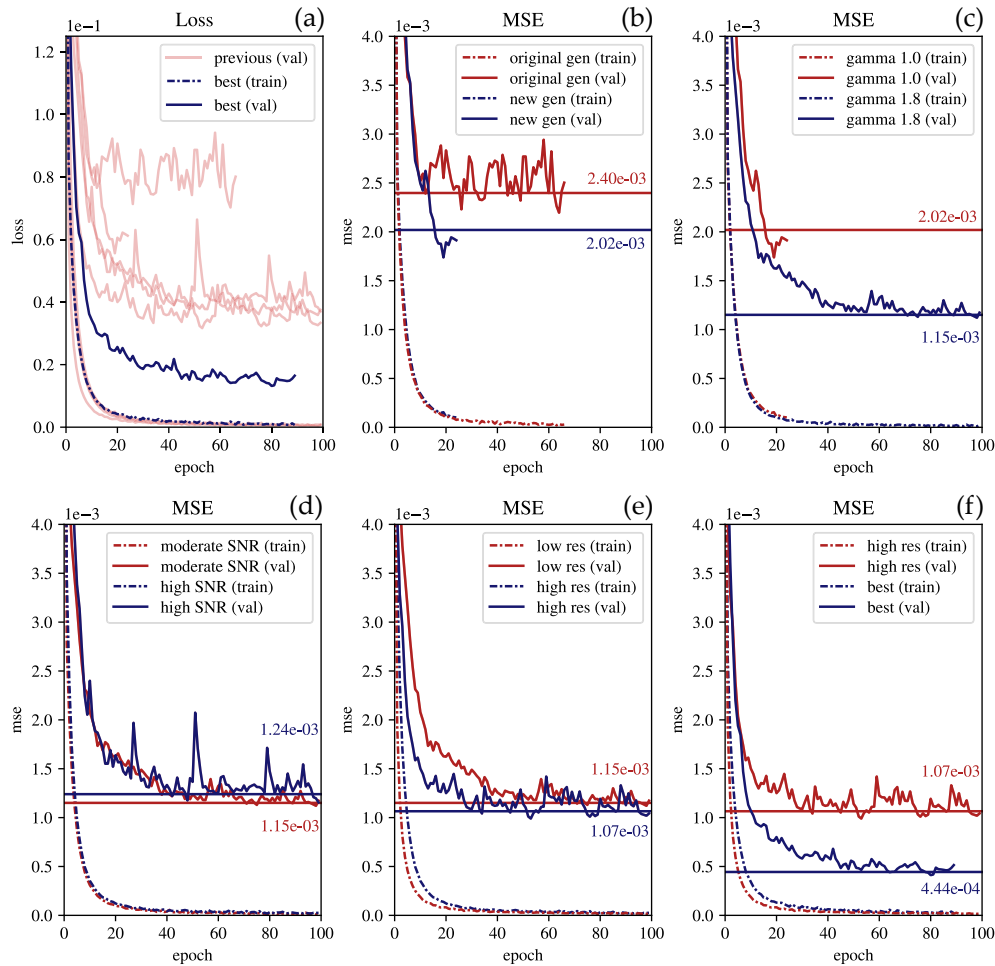 Loss
(a)
1e−1
previous (val)
best (train)
best (val)
0.0
0.2
0.4
0.6
0.8
1.0
1.2
loss
0
20
40
60
80
100
epoch
MSE
(b)
1e−3
original gen (train)
original gen (val)
new gen (train)
new gen (val)
2.40e-03
2.02e-03
0.0
0.5
1.0
1.5
2.0
2.5
3.0
3.5
4.0
mse
0
20
40
60
80
100
epoch
MSE
(c)
1e−3
gamma 1.0 (train)
gamma 1.0 (val)
gamma 1.8 (train)
gamma 1.8 (val)
2.02e-03
1.15e-03
0.0
0.5
1.0
1.5
2.0
2.5
3.0
3.5
4.0
mse
0
20
40
60
80
100
epoch
MSE
(d)
1e−3
moderate SNR (train)
moderate SNR (val)
high SNR (train)
high SNR (val)
1.24e-03
1.15e-03
0.0
0.5
1.0
1.5
2.0
2.5
3.0
3.5
4.0
mse
0
20
40
60
80
100
epoch
MSE
(e)
1e−3
low res (train)
low res (val)
high res (train)
high res (val)
1.15e-03
1.07e-03
0.0
0.5
1.0
1.5
2.0
2.5
3.0
3.5
4.0
mse
0
20
40
60
80
100
epoch
MSE
(f)
1e−3
high res (train)
high res (val)
best (train)
best (val)
1.07e-03
4.44e-04
0.0
0.5
1.0
1.5
2.0
2.5
3.0
3.5
4.0
mse
0
20
40
60
80
100
epoch